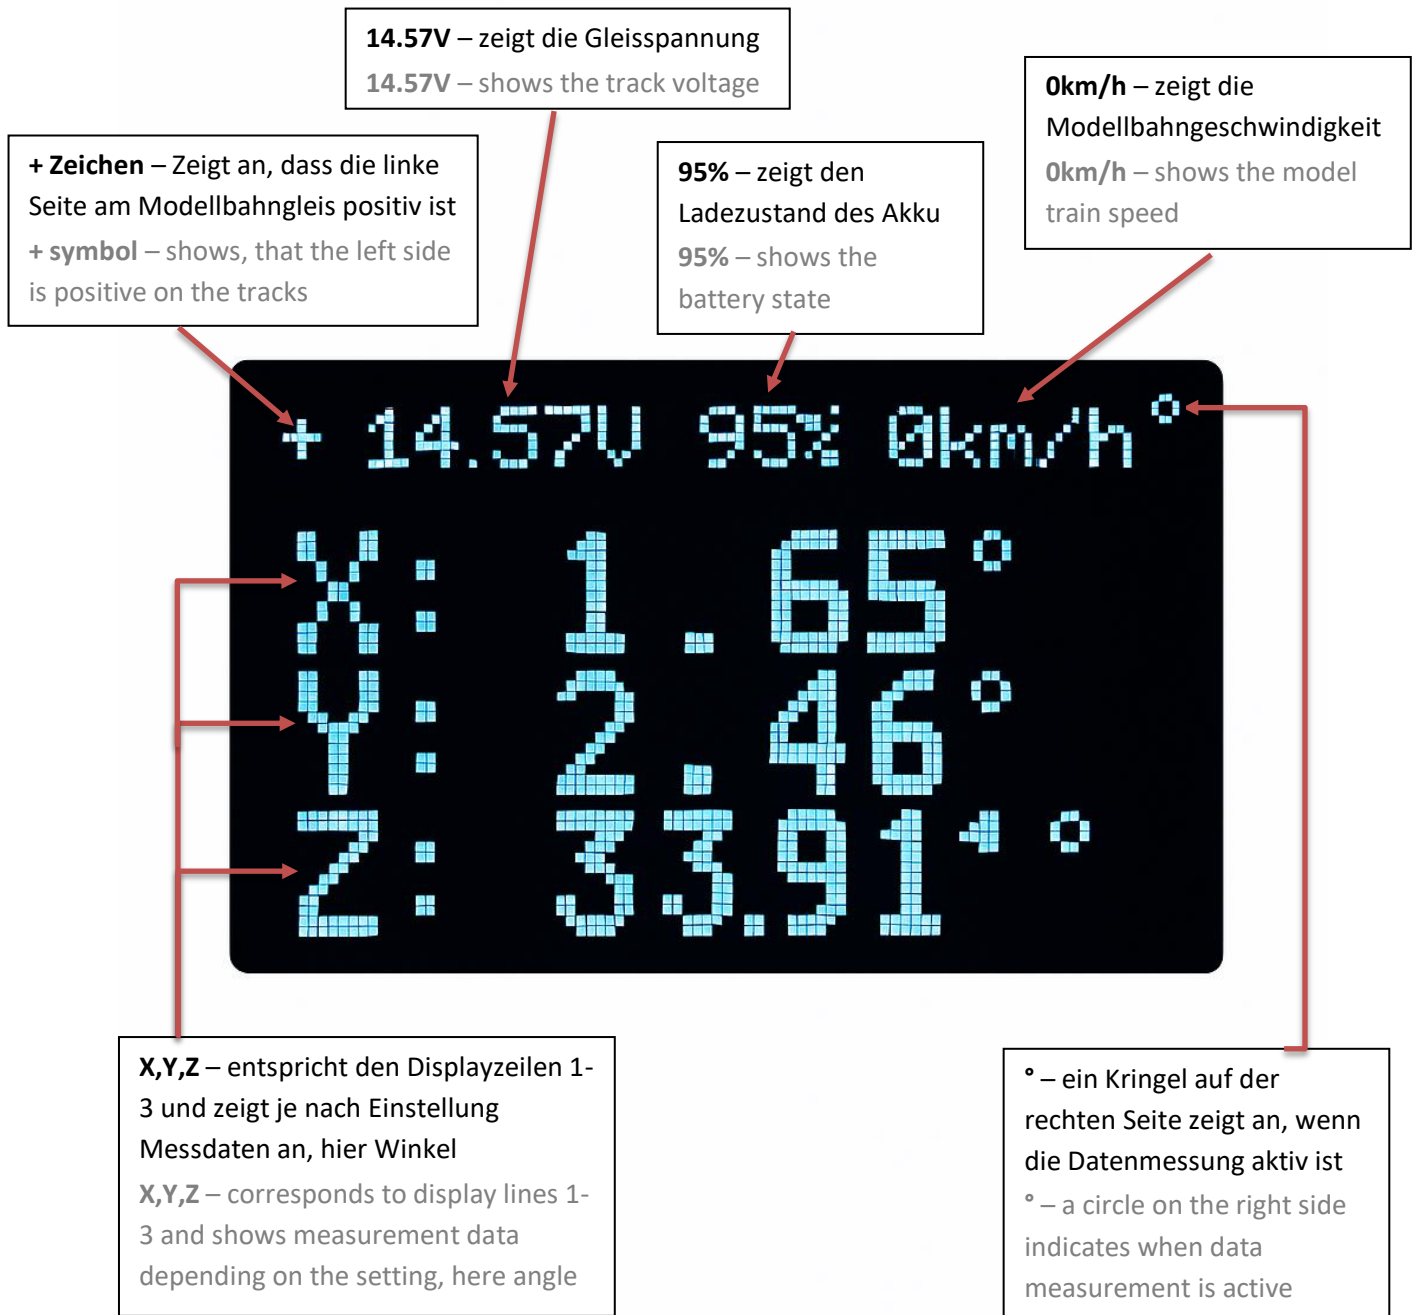 14.57V – zeigt die Gleisspannung
14.57V – shows the track voltage
0km/h – zeigt die
Modellbahngeschwindigkeit
0km/h – shows the model
train speed
+ Zeichen – Zeigt an, dass die linke
Seite am Modellbahngleis positiv ist
+ symbol – shows, that the left side
is positive on the tracks
95% – zeigt den
Ladezustand des Akku
95% – shows the
battery state
+ 14.57V 95% 0km/h °
X: 1.65°
Y: 2.46°
Z: 33.91◂ °
X,Y,Z – entspricht den Displayzeilen 1-
3 und zeigt je nach Einstellung
Messdaten an, hier Winkel
X,Y,Z – corresponds to display lines 1-
3 and shows measurement data
depending on the setting, here angle
° – ein Kringel auf der
rechten Seite zeigt an, wenn
die Datenmessung aktiv ist
° – a circle on the right side
indicates when data
measurement is active